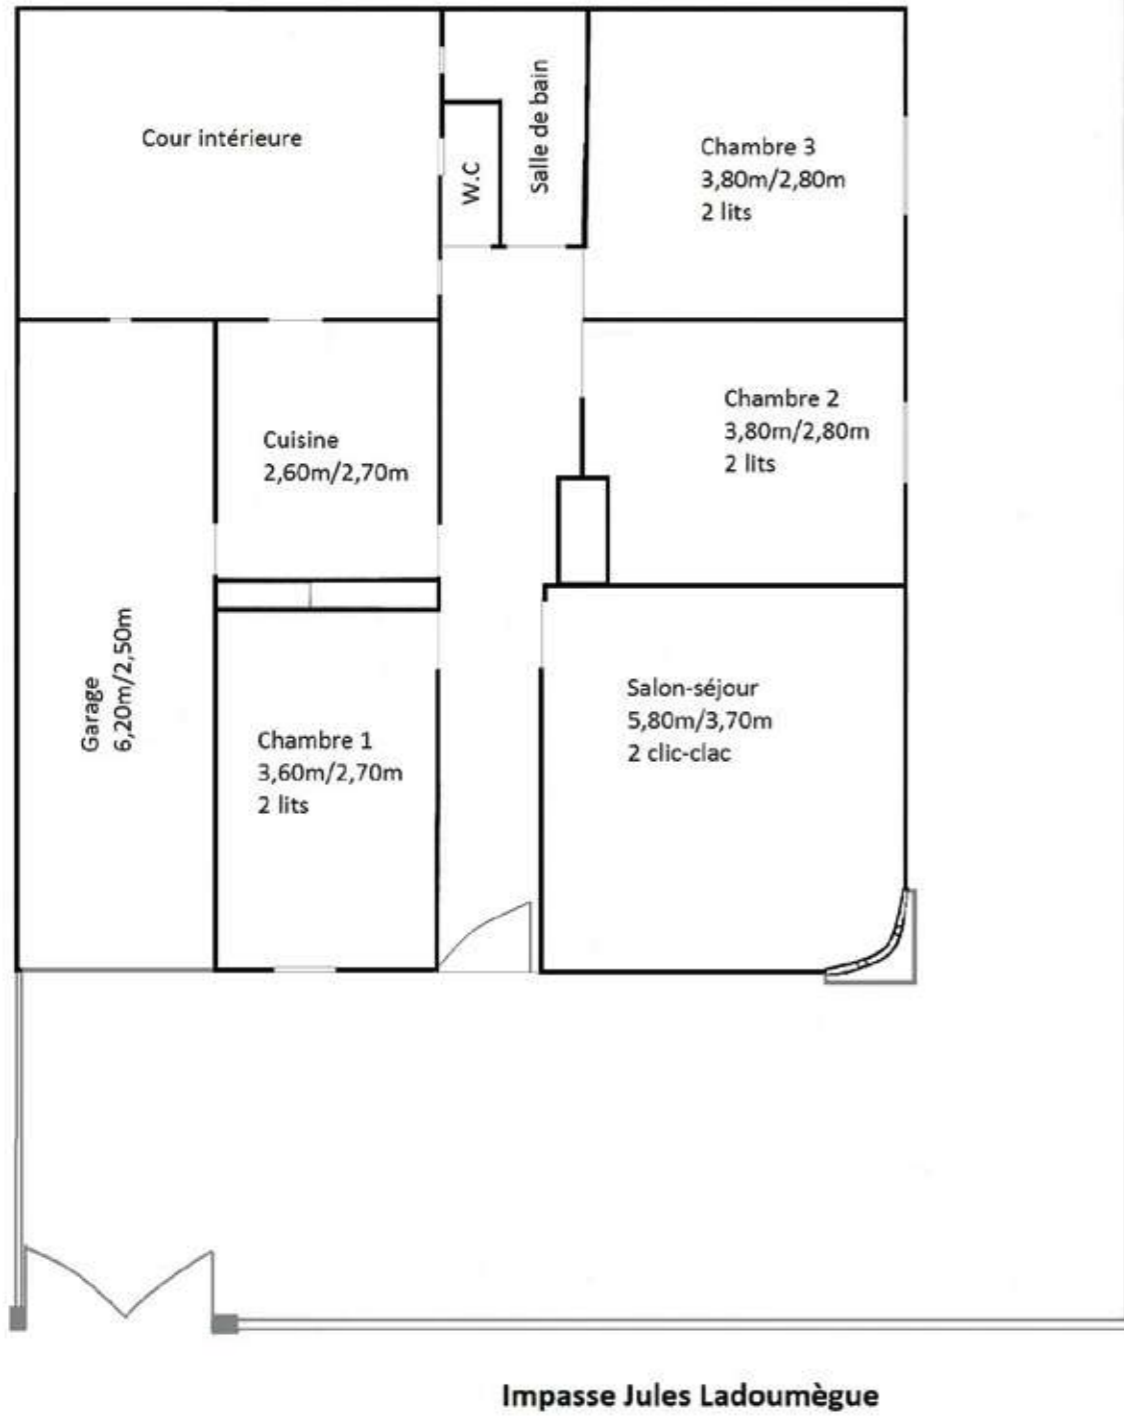 Cour intérieure
W.C
Salle de bain
Chambre 3
3,80m/2,80m
2 lits
Cuisine
2,60m/2,70m
Chambre 2
3,80m/2,80m
2 lits
Garage
6,20m/2,50m
Chambre 1
3,60m/2,70m
2 lits
Salon-séjour
5,80m/3,70m
2 clic-clac
Impasse Jules Ladoumègue